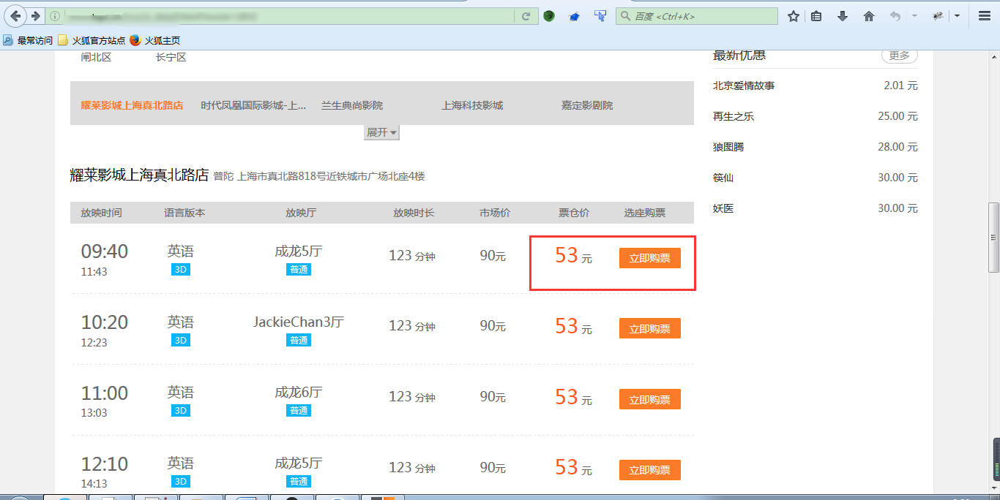 百度 <Ctrl+K>
最常访问 火狐官方站点 火狐主页
闸北区 长宁区
最新优惠 更多
北京爱情故事 2.01 元
再生之乐 25.00 元
狼图腾 28.00 元
筷仙 30.00 元
妖医 30.00 元
耀莱影城上海真北路店 时代凤凰国际影城-上... 兰生典尚影院 上海科技影城 嘉定影剧院
展开
耀莱影城上海真北路店 普陀 上海市真北路818号近铁城市广场北座4楼
放映时间 语言版本 放映厅 放映时长 市场价 票仓价 选座购票
09:40 英语 成龙5厅 123 分钟 90元 53 元 立即购票
11:43 3D 普通
10:20 英语 JackieChan3厅 123 分钟 90元 53 元 立即购票
12:23 3D 普通
11:00 英语 成龙6厅 123 分钟 90元 53 元 立即购票
13:03 3D 普通
12:10 英语 成龙5厅 123 分钟 90元 53 元 立即购票
14:13 3D 普通